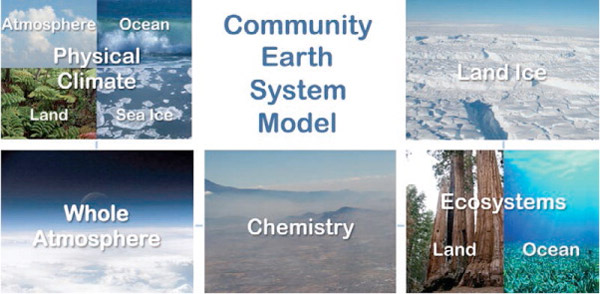 Atmosphere Ocean
Physical
Climate
Land Sea Ice
Community
Earth
System
Model
Land Ice
Whole
Atmosphere
Chemistry
Ecosystems
Land Ocean